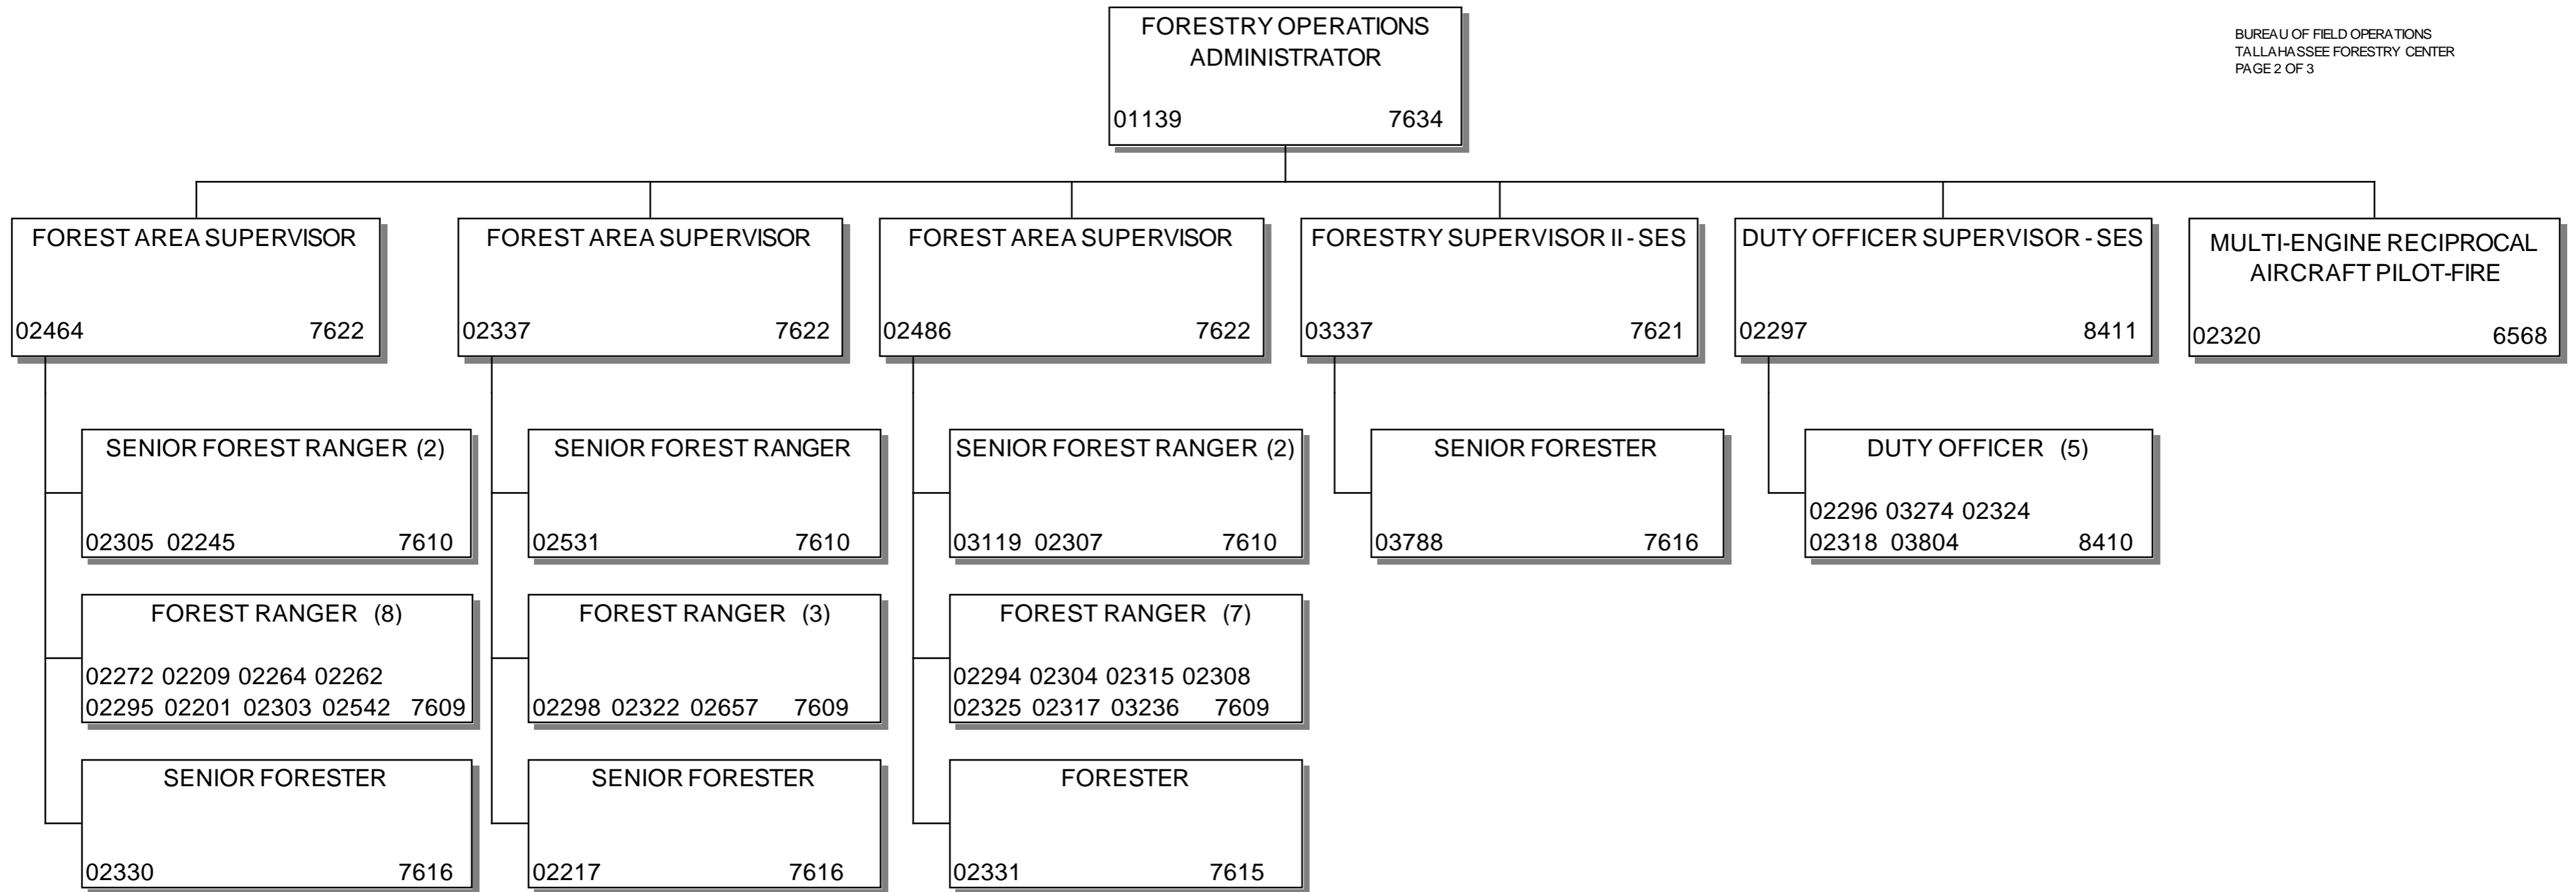 FORESTRY OPERATIONS
ADMINISTRATOR
01139 7634
BUREAU OF FIELD OPERATIONS
TALLAHASSEE FORESTRY CENTER
PAGE 2 OF 3
FOREST AREA SUPERVISOR
02464 7622
FOREST AREA SUPERVISOR
02337 7622
FOREST AREA SUPERVISOR
02486 7622
FORESTRY SUPERVISOR II - SES
03337 7621
DUTY OFFICER SUPERVISOR - SES
02297 8411
MULTI-ENGINE RECIPROCAL
AIRCRAFT PILOT-FIRE
02320 6568
SENIOR FOREST RANGER (2)
02305 02245 7610
SENIOR FOREST RANGER
02531 7610
SENIOR FOREST RANGER (2)
03119 02307 7610
SENIOR FORESTER
03788 7616
DUTY OFFICER (5)
02296 03274 02324
02318 03804 8410
FOREST RANGER (8)
02272 02209 02264 02262
02295 02201 02303 02542 7609
FOREST RANGER (3)
02298 02322 02657 7609
FOREST RANGER (7)
02294 02304 02315 02308
02325 02317 03236 7609
SENIOR FORESTER
02330 7616
SENIOR FORESTER
02217 7616
FORESTER
02331 7615